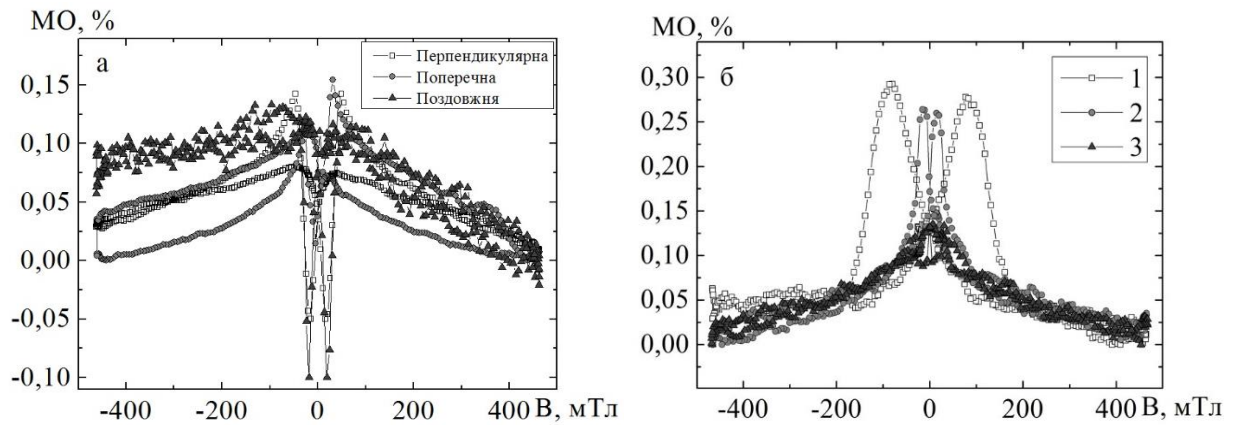 МО, %
а
Перпендикулярна
Поперечна
Поздовжня
0,15
0,10
0,05
0,00
-0,05
-0,10
-400 -200 0 200 400 В, мТл
МО, %
б
1
2
3
0,30
0,25
0,20
0,15
0,10
0,05
0,00
-400 -200 0 200 400 В, мТл